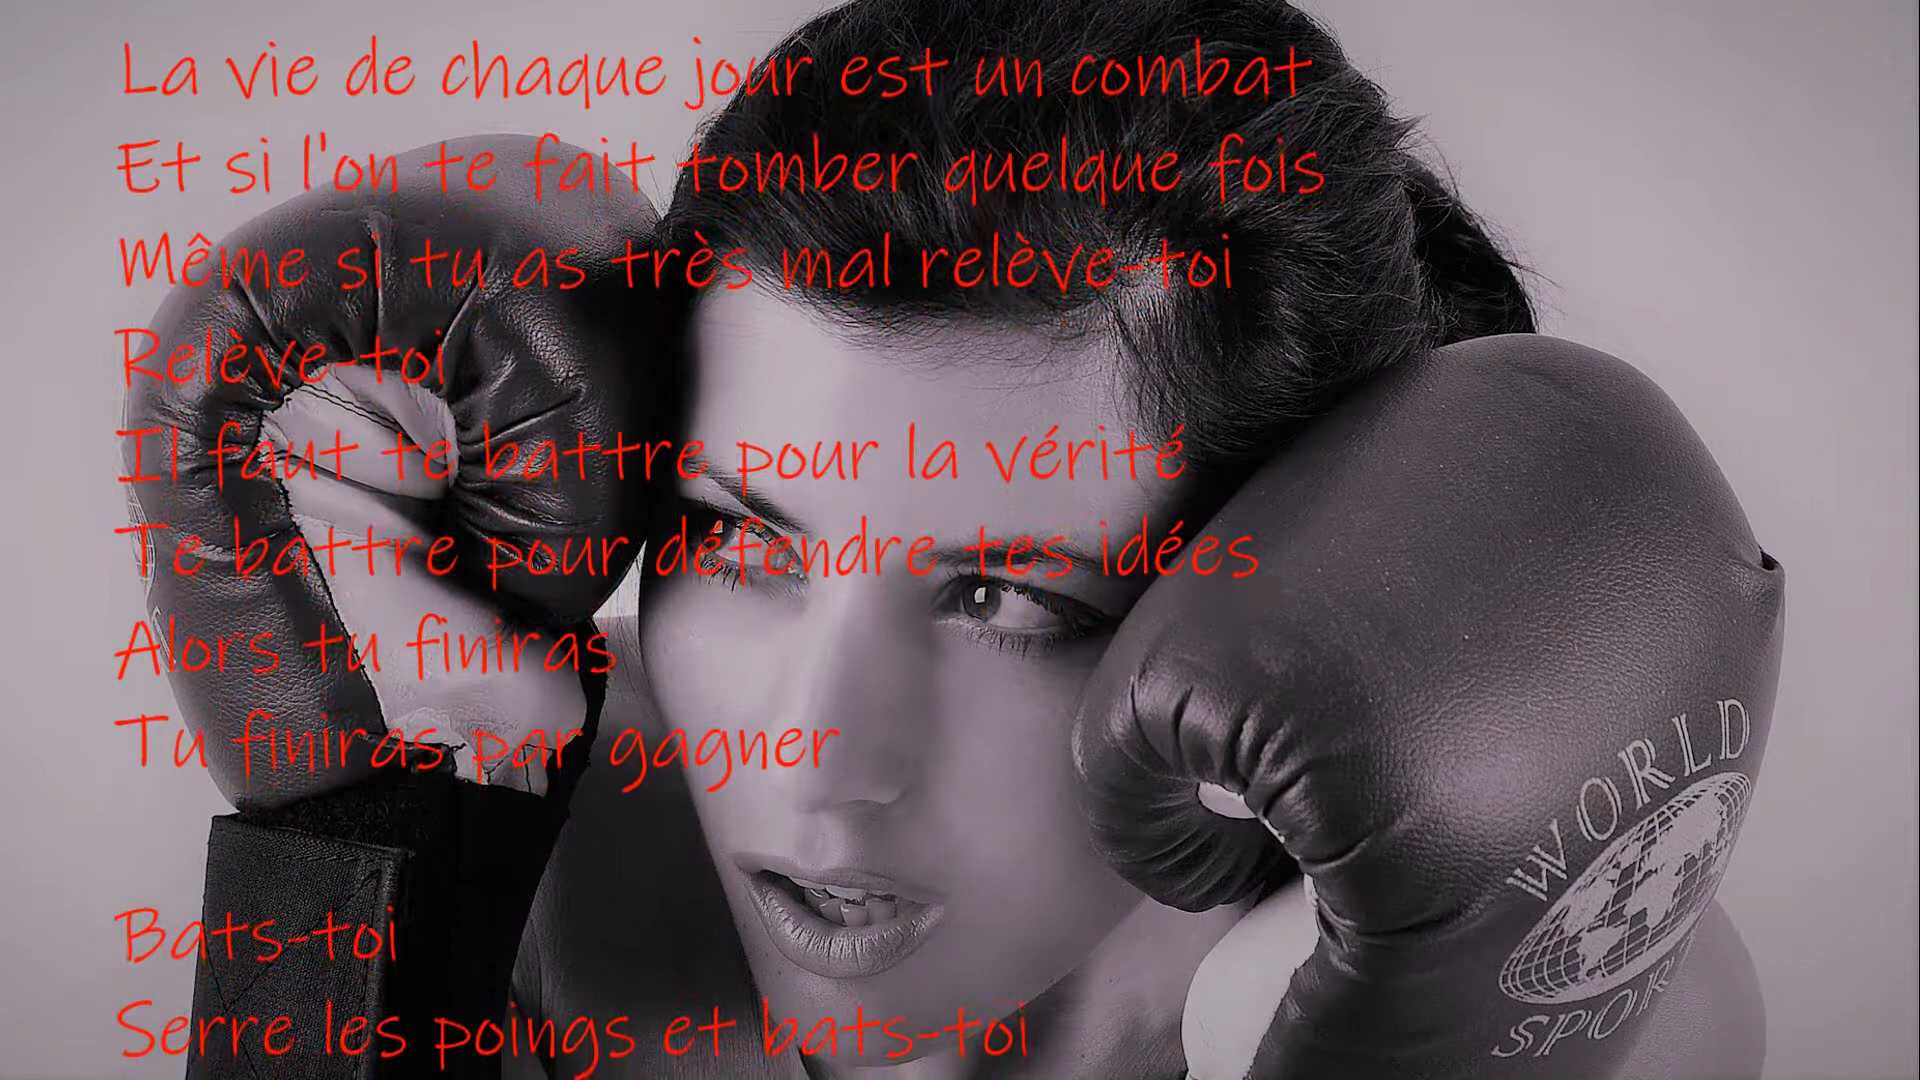 La vie de chaque jour est un combat
Et si l'on te fait tomber quelque fois
Même si tu as très mal relève-toi
Relève-toi
Il faut te battre pour la vérité
Te battre pour défendre tes idées
Alors tu finiras
Tu finiras par gagner
Bats-toi
Serre les poings et bats-toi
WORLD
SPORT